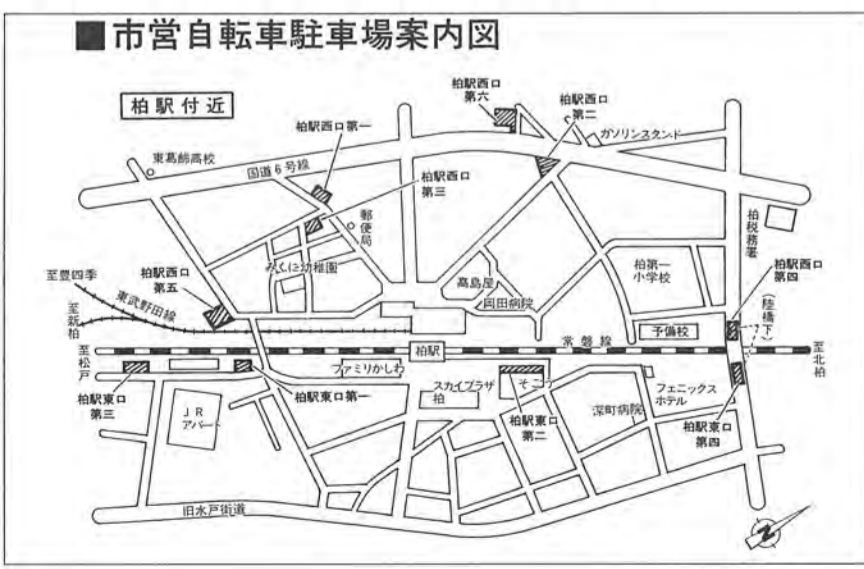 ■市営自転車駐車場案内図
柏駅付近
柏駅西口
第六
柏駅西口
第二
柏駅西口第一
ガソリンスタンド
東葛飾高校
国道6号線
柏駅西口
第三
郵便局
柏税務署
みくに幼稚園
柏第一
小学校
至豊四季
柏駅西口
第五
髙島屋
岡田病院
柏駅西口
第四
東武野田線
至新柏
(陸橋下)
予備校
常磐線
至松戸
柏駅
至北柏
ファミリかしわ
柏駅東口
第三
柏駅東口第一
スカイプラザ
柏
そごう
フェニックス
ホテル
JR
アパート
柏駅東口
第二
深町病院
柏駅東口
第四
旧水戸街道